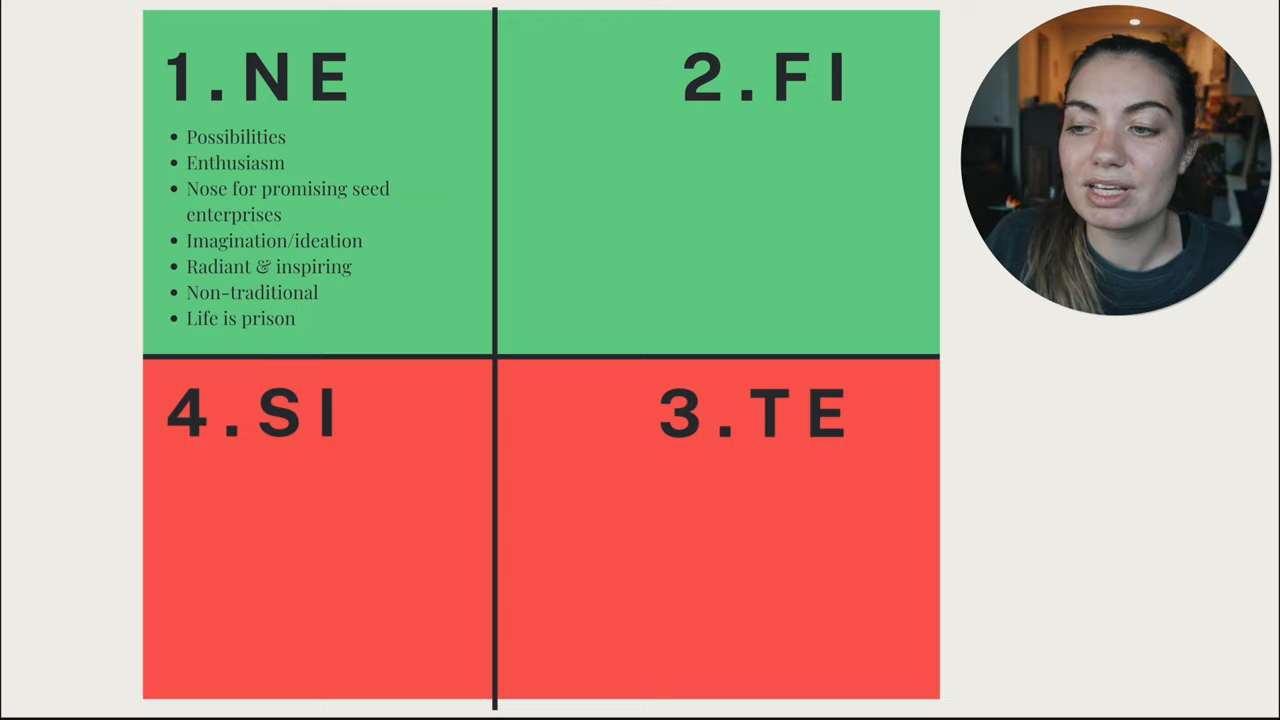 1.NE
2.FI
• Possibilities
• Enthusiasm
• Nose for promising seed
enterprises
• Imagination/ideation
• Radiant & inspiring
• Non-traditional
• Life is prison
4.SI
3.TE